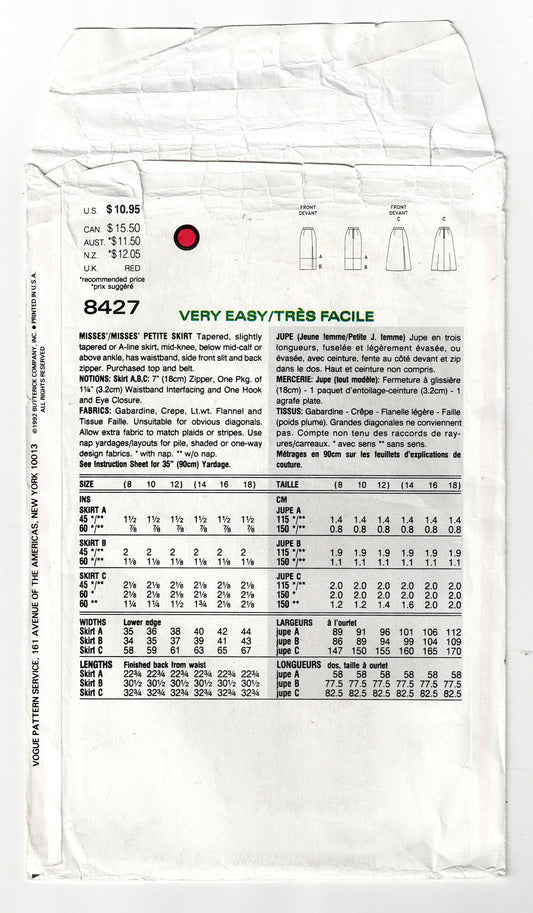 U.S. $10.95
CAN. $15.50
AUST. *$11.50
N.Z. *$12.05
U.K. RED
*recommended price
*prix suggéré
8427
FRONT
DEVANT
A
B
A
B
FRONT
DEVANT
C
C
VERY EASY/TRÈS FACILE
MISSES'/MISSES' PETITE SKIRT Tapered, slightly
tapered or A-line skirt, mid-knee, below mid-calf or
above ankle, has waistband, side front slit and back
zipper. Purchased top and belt.
NOTIONS: Skirt A,B,C: 7" (18cm) Zipper, One Pkg. of
1¼" (3.2cm) Waistband Interfacing and One Hook
and Eye Closure.
FABRICS: Gabardine, Crepe, Lt.wt. Flannel and
Tissue Faille. Unsuitable for obvious diagonals.
Allow extra fabric to match plaids or stripes. Use
nap yardages/layouts for pile, shaded or one-way
design fabrics. * with nap. ** w/o nap.
See Instruction Sheet for 35" (90cm) Yardage.
JUPE (Jeune femme/Petite J. femme) Jupe en trois
longueurs, fuselée et légèrement évasée, ou
évasée, avec ceinture, fente au côté devant et zip
dans le dos. Haut et ceinture non compris.
MERCERIE: Jupe (tout modèle): Fermeture à glissière
(18cm) - 1 paquet d'entoilage-ceinture (3.2cm) - 1
agrafe plate.
TISSUS: Gabardine - Crêpe - Flanelle légère - Faille
(poids plume). Grandes diagonales ne conviennent
pas. Compte non tenu des raccords de ray-
ures/carreaux. * avec sens ** sans sens.
Métrages en 90cm sur les feuillets d'explications de
couture.
SIZE (8 10 12) (14 16 18)
INS
SKIRT A
45 */** 1½ 1½ 1½ 1½ 1½ 1½
60 */** ⅞ ⅞ ⅞ ⅞ ⅞ ⅞
SKIRT B
45 */** 2 2 2 2 2 2
60 */** 1⅛ 1⅛ 1⅛ 1⅛ 1⅛ 1⅛
SKIRT C
45 */** 2⅛ 2⅛ 2⅛ 2⅛ 2⅛ 2⅛
60 * 2⅛ 2⅛ 2⅛ 2⅛ 2⅛ 2⅛
60 ** 1¼ 1¼ 1½ 1¾ 2⅛ 2⅛
WIDTHS Lower edge
Skirt A 35 36 38 40 42 44
Skirt B 34 35 37 39 41 43
Skirt C 58 59 61 63 65 67
LENGTHS Finished back from waist
Skirt A 22¾ 22¾ 22¾ 22¾ 22¾ 22¾
Skirt B 30½ 30½ 30½ 30½ 30½ 30½
Skirt C 32¾ 32¾ 32¾ 32¾ 32¾ 32¾
TAILLE (8 10 12) (14 16 18)
CM
JUPE A
115 */** 1.4 1.4 1.4 1.4 1.4 1.4
150 */** 0.8 0.8 0.8 0.8 0.8 0.8
JUPE B
115 */** 1.9 1.9 1.9 1.9 1.9 1.9
150 */** 1.1 1.1 1.1 1.1 1.1 1.1
JUPE C
115 */** 2.0 2.0 2.0 2.0 2.0 2.0
150 * 2.0 2.0 2.0 2.0 2.0 2.0
150 ** 1.2 1.2 1.4 1.6 2.0 2.0
LARGEURS à l'ourlet
jupe A 89 91 96 101 106 112
jupe B 86 89 94 99 104 109
jupe C 147 150 155 160 165 170
LONGUEURS dos, taille à ourlet
jupe A 58 58 58 58 58 58
jupe B 77.5 77.5 77.5 77.5 77.5 77.5
jupe C 82.5 82.5 82.5 82.5 82.5 82.5
VOGUE PATTERN SERVICE, 161 AVENUE OF THE AMERICAS, NEW YORK 10013 ©1992 BUTTERICK COMPANY, INC. ● PRINTED IN U.S.A.
ALL RIGHTS RESERVED